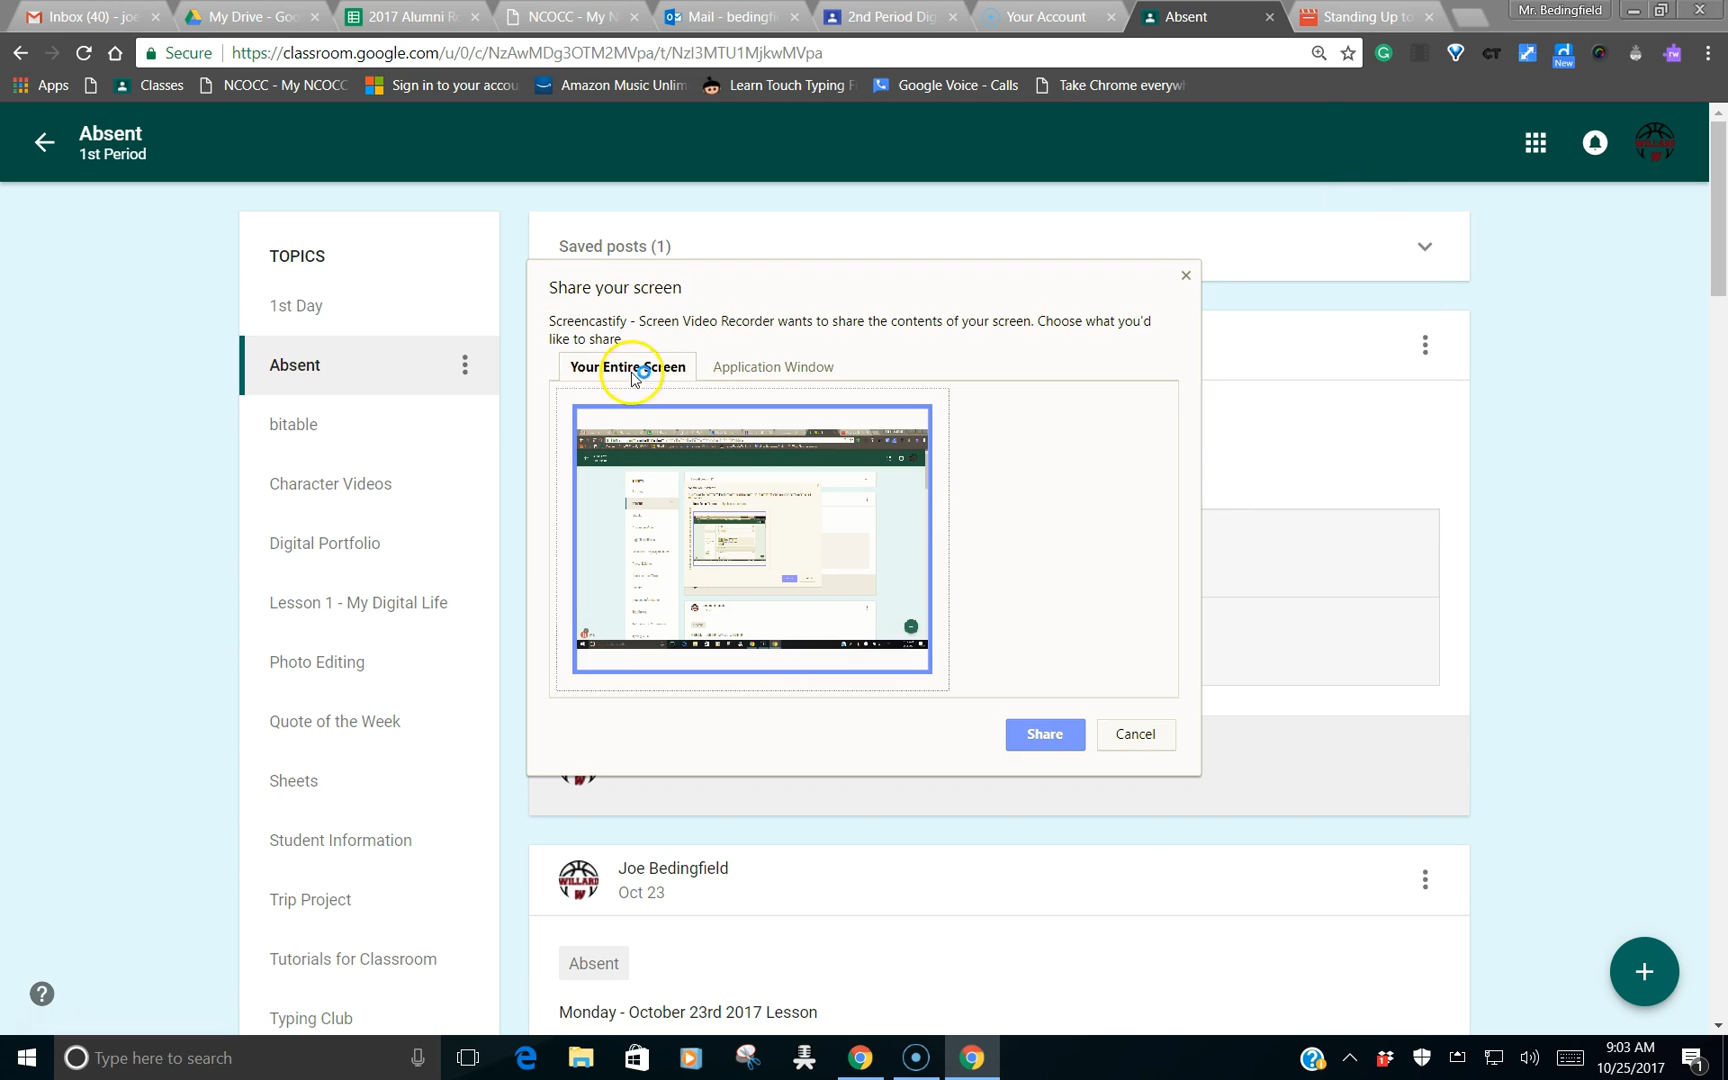 Inbox (40) - joe
My Drive - Goo
2017 Alumni R
NCOCC - My N
Mail - bedingfi
2nd Period Dig
Your Account
Absent
Standing Up to
Mr. Bedingfield
Secure
https://classroom.google.com/u/0/c/NzAwMDg3OTM2MVpa/t/NzI3MTU1MjkwMVpa
New
Apps
Classes
NCOCC - My NCOCC
Sign in to your accou
Amazon Music Unlim
Learn Touch Typing F
Google Voice - Calls
Take Chrome everyw
Absent
1st Period
TOPICS
1st Day
Absent
bitable
Character Videos
Digital Portfolio
Lesson 1 - My Digital Life
Photo Editing
Quote of the Week
Sheets
Student Information
Trip Project
Tutorials for Classroom
Typing Club
Saved posts (1)
Share your screen
Screencastify - Screen Video Recorder wants to share the contents of your screen. Choose what you'd
like to share.
Your Entire Screen
Application Window
Share
Cancel
WILLARD
Joe Bedingfield
Oct 23
Absent
Monday - October 23rd 2017 Lesson
Type here to search
9:03 AM
10/25/2017
1